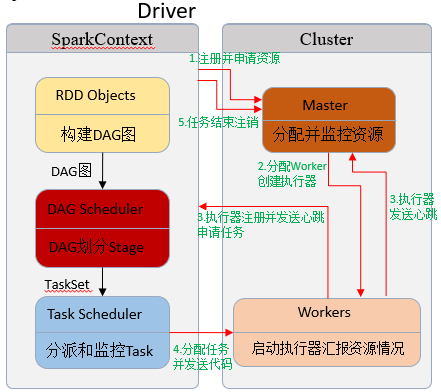 Driver
SparkContext
Cluster
1.注册并申请资源
RDD Objects
构建DAG图
Master
分配并监控资源
5.任务结束注销
DAG图
2.分配Worker
创建执行器
DAG Scheduler
DAG划分Stage
3.执行器注册并发送心跳
申请任务
3.执行器
发送心跳
TaskSet
Task Scheduler
分派和监控Task
4.分配任务
并发送代码
Workers
启动执行器汇报资源情况